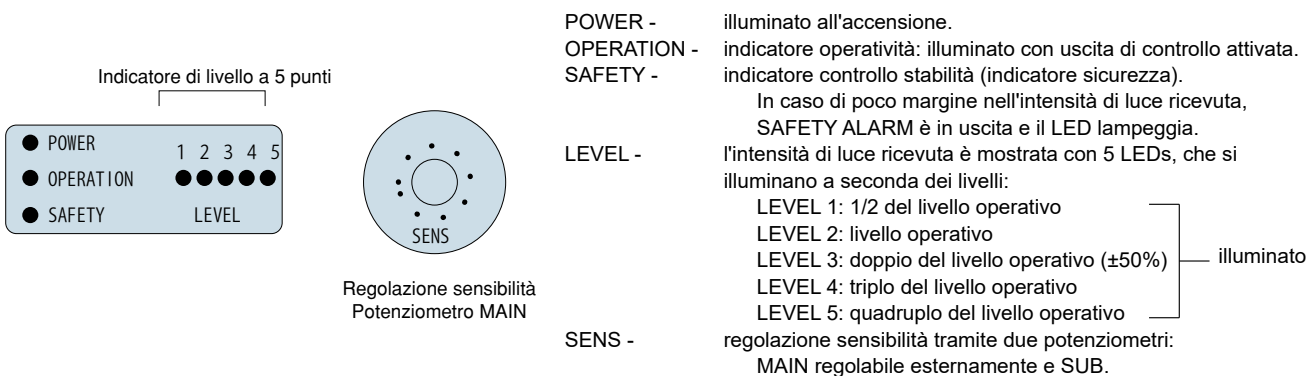 Indicatore di livello a 5 punti
POWER
OPERATION
SAFETY
1 2 3 4 5
LEVEL
SENS
Regolazione sensibilità
Potenziometro MAIN
POWER - illuminato all'accensione.
OPERATION - indicatore operatività: illuminato con uscita di controllo attivata.
SAFETY - indicatore controllo stabilità (indicatore sicurezza).
In caso di poco margine nell'intensità di luce ricevuta,
SAFETY ALARM è in uscita e il LED lampeggia.
LEVEL - l'intensità di luce ricevuta è mostrata con 5 LEDs, che si
illuminano a seconda dei livelli:
LEVEL 1: 1/2 del livello operativo
LEVEL 2: livello operativo
LEVEL 3: doppio del livello operativo (±50%)
illuminato
LEVEL 4: triplo del livello operativo
LEVEL 5: quadruplo del livello operativo
SENS - regolazione sensibilità tramite due potenziometri:
MAIN regolabile esternamente e SUB.